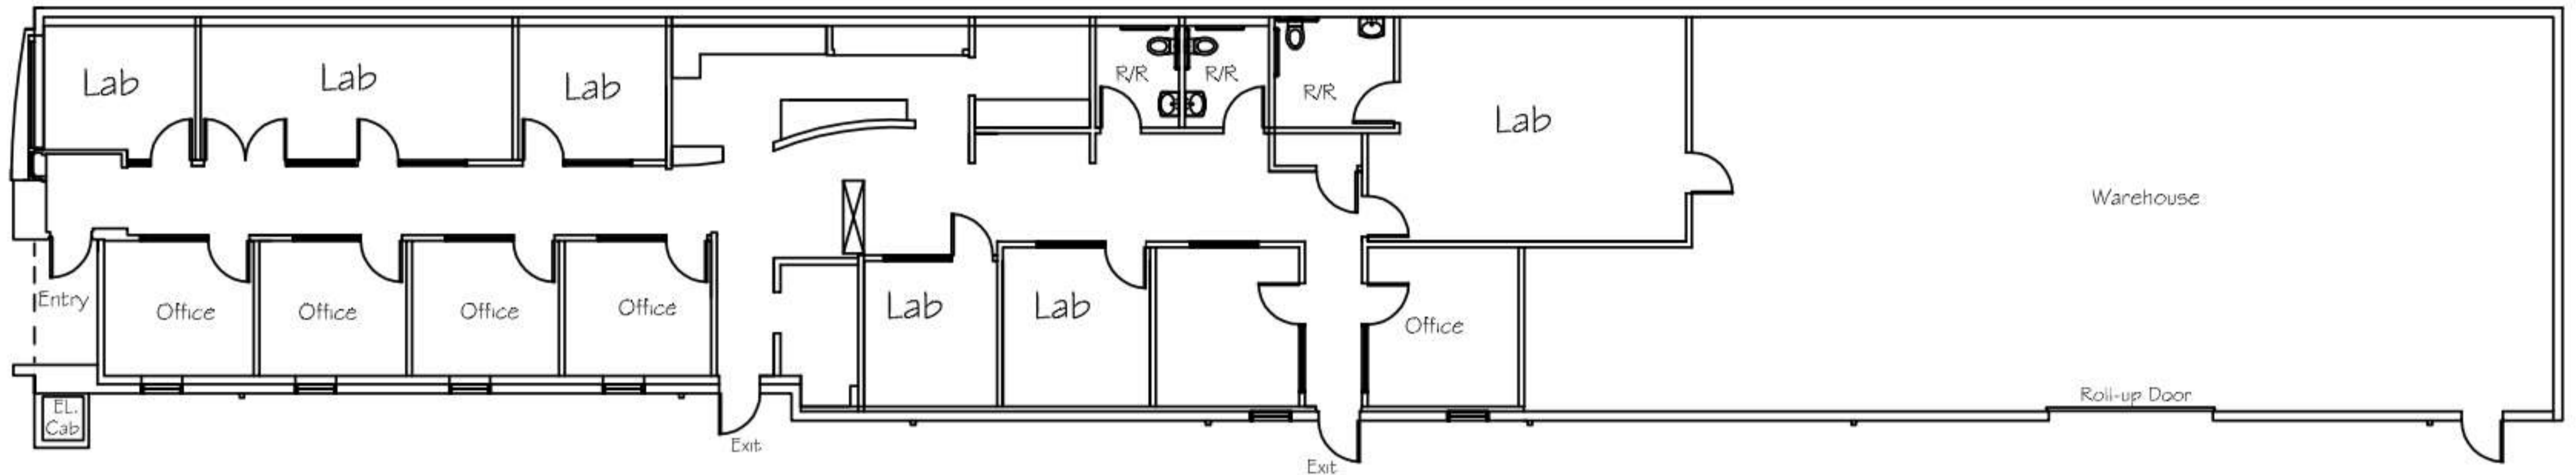 Lab
Lab
Lab
R/R
R/R
R/R
Lab
Warehouse
Entry
Office
Office
Office
Office
Lab
Lab
Office
EL.
Cab
Exit
Exit
Roll-up Door